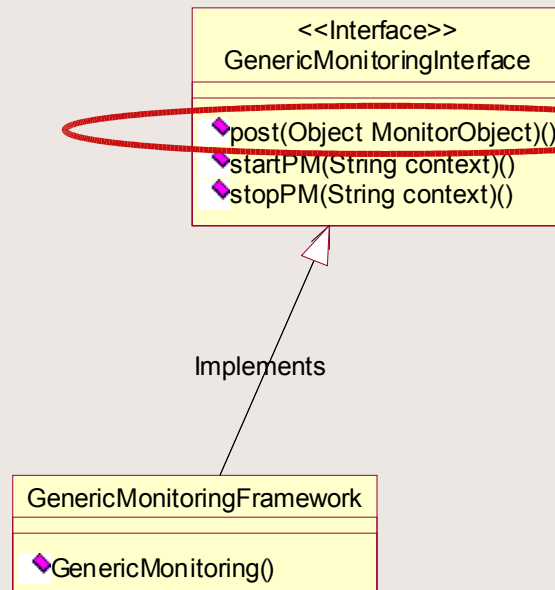 <<Interface>>
GenericMonitoringInterface
post(Object MonitorObject)()
startPM(String context)()
stopPM(String context)()
Implements
GenericMonitoringFramework
GenericMonitoring()